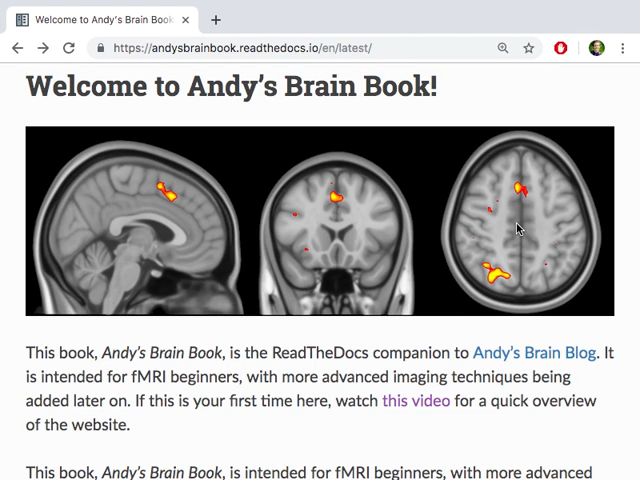 Welcome to Andy's Brain Book
https://andysbrainbook.readthedocs.io/en/latest/
Welcome to Andy's Brain Book!
This book, Andy's Brain Book, is the ReadTheDocs companion to Andy's Brain Blog. It
is intended for fMRI beginners, with more advanced imaging techniques being
added later on. If this is your first time here, watch this video for a quick overview
of the website.
This book, Andy's Brain Book, is intended for fMRI beginners, with more advanced